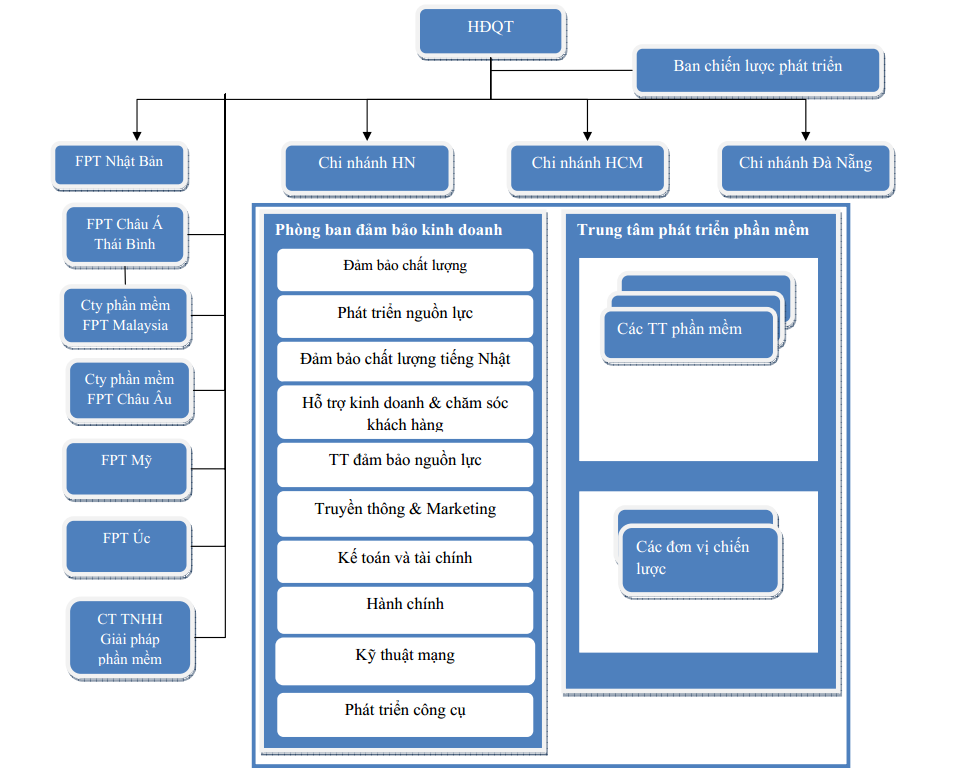 HĐQT
Ban chiến lược phát triển
FPT Nhật Bản
Chi nhánh HN
Chi nhánh HCM
Chi nhánh Đà Nẵng
FPT Châu Á
Thái Bình
Cty phần mềm
FPT Malaysia
Cty phần mềm
FPT Châu Âu
FPT Mỹ
FPT Úc
CT TNHH
Giải pháp
phần mềm
Phòng ban đảm bảo kinh doanh
Đảm bảo chất lượng
Phát triển nguồn lực
Đảm bảo chất lượng tiếng Nhật
Hỗ trợ kinh doanh & chăm sóc
khách hàng
TT đảm bảo nguồn lực
Truyền thông & Marketing
Kế toán và tài chính
Hành chính
Kỹ thuật mạng
Phát triển công cụ
Trung tâm phát triển phần mềm
Các TT phần mềm
Các đơn vị chiến
lược